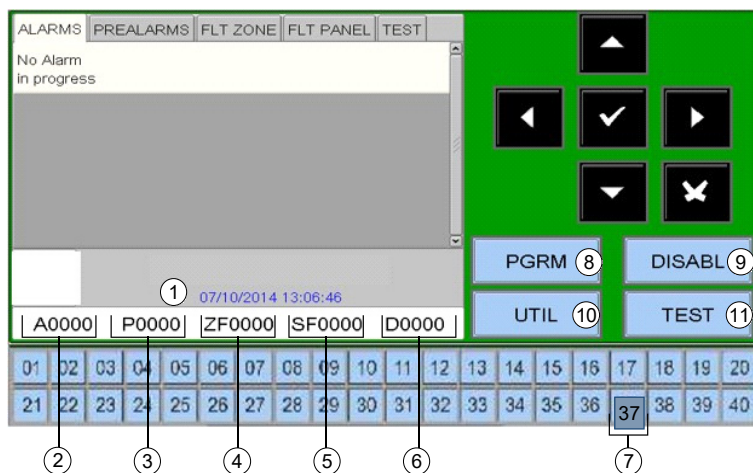 ALARMS PREALARMS FLT ZONE FLT PANEL TEST
No Alarm
in progress
1
07/10/2014 13:06:46
PGRM 8 DISABL 9
A0000 P0000 ZF0000 SF0000 D0000
UTIL 10 TEST 11
01 02 03 04 05 06 07 08 09 10 11 12 13 14 15 16 17 18 19 20
21 22 23 24 25 26 27 28 29 30 31 32 33 34 35 36 37 38 39 40
2 3 4 5 6 7